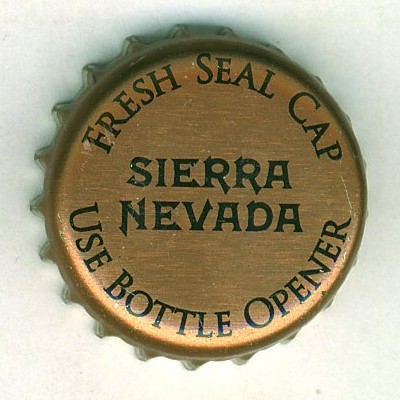 FRESH SEAL CAP
SIERRA
NEVADA
USE BOTTLE OPENER